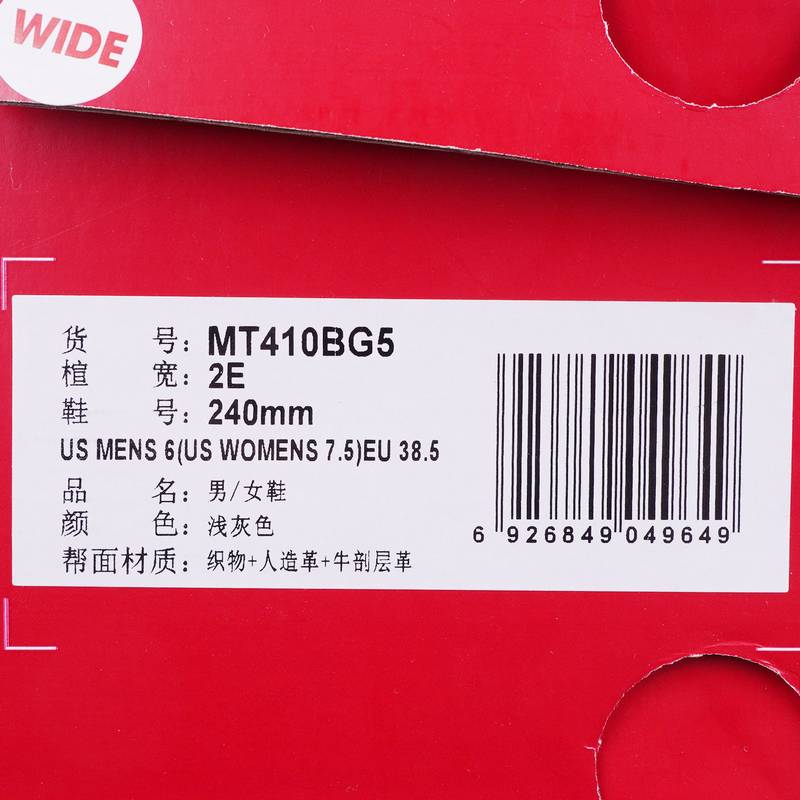 WIDE
货 号: MT410BG5
楦 宽: 2E
鞋 号: 240mm
US MENS 6(US WOMENS 7.5)EU 38.5
品 名: 男/女鞋
颜 色: 浅灰色
帮面材质: 织物+人造革+牛剖层革
6 926849 049649